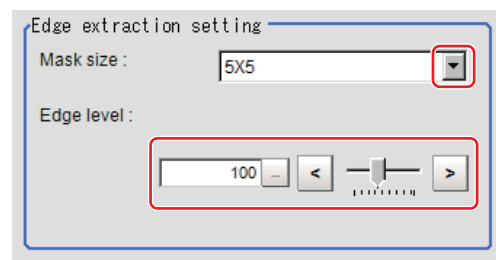 Edge extraction setting
Mask size :
5X5
Edge level :
100 ... < >